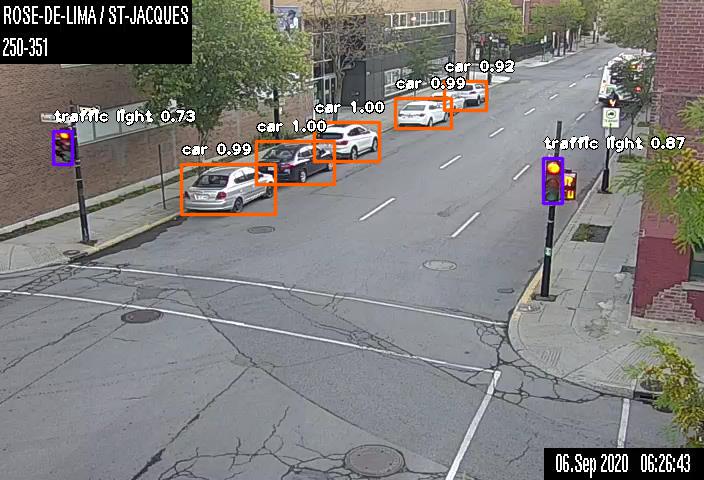 ROSE-DE-LIMA / ST-JACQUES
250-351
car 0.92
car 0.99
car 1.00
traffic light 0.73
car 1.00
traffic light 0.87
car 0.99
06.Sep 2020 06:26:43